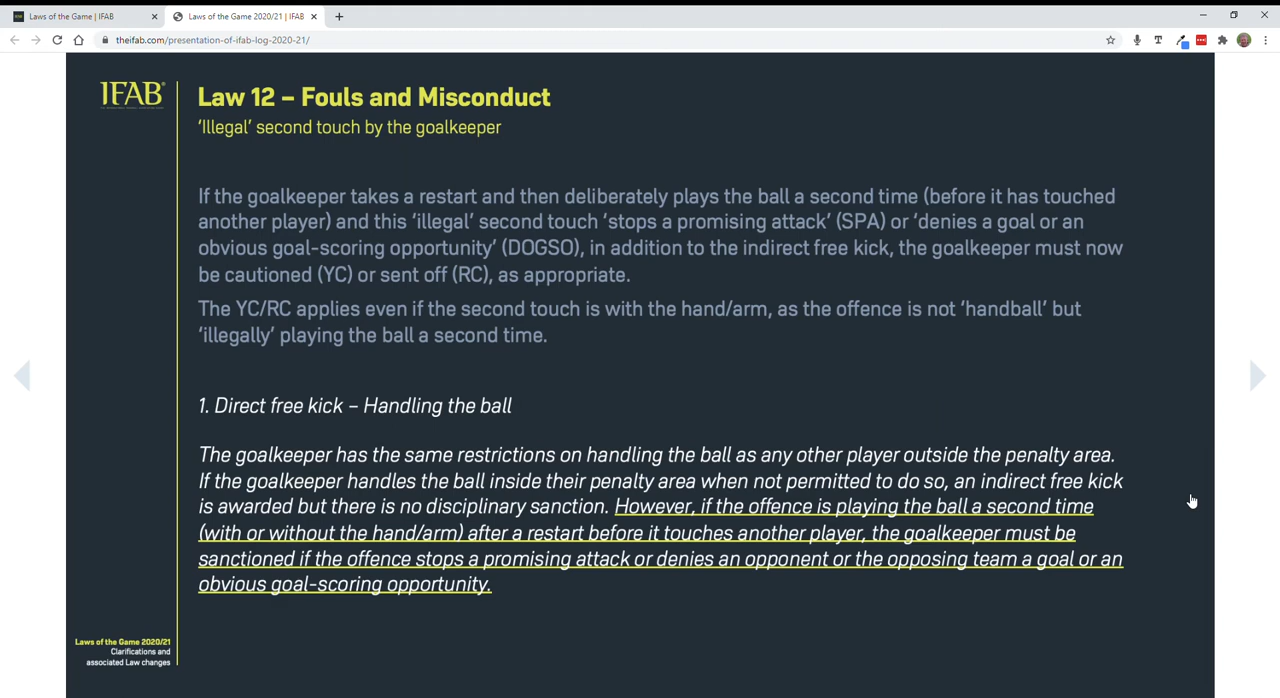 Laws of the Game | IFAB
Laws of the Game 2020/21 | IFAB
theifab.com/presentation-of-ifab-log-2020-21/
IFAB
Law 12 – Fouls and Misconduct
‘Illegal’ second touch by the goalkeeper
If the goalkeeper takes a restart and then deliberately plays the ball a second time (before it has touched
another player) and this ‘illegal’ second touch ‘stops a promising attack’ (SPA) or ‘denies a goal or an
obvious goal-scoring opportunity’ (DOGSO), in addition to the indirect free kick, the goalkeeper must now
be cautioned (YC) or sent off (RC), as appropriate.
The YC/RC applies even if the second touch is with the hand/arm, as the offence is not ‘handball’ but
‘illegally’ playing the ball a second time.
1. Direct free kick – Handling the ball
The goalkeeper has the same restrictions on handling the ball as any other player outside the penalty area.
If the goalkeeper handles the ball inside their penalty area when not permitted to do so, an indirect free kick
is awarded but there is no disciplinary sanction. However, if the offence is playing the ball a second time
(with or without the hand/arm) after a restart before it touches another player, the goalkeeper must be
sanctioned if the offence stops a promising attack or denies an opponent or the opposing team a goal or an
obvious goal-scoring opportunity.
Laws of the Game 2020/21
Clarifications and
associated Law changes